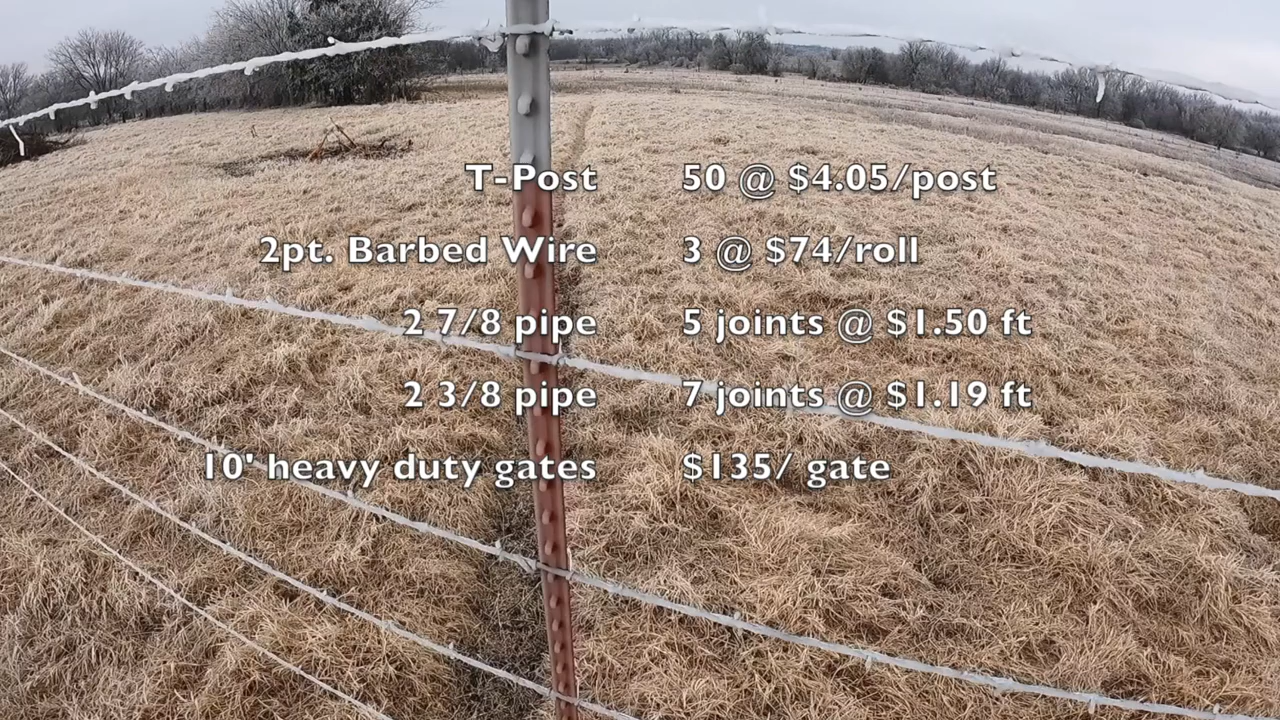 T-Post 50 @ $4.05/post
2pt. Barbed Wire 3 @ $74/roll
2 7/8 pipe 5 joints @ $1.50 ft
2 3/8 pipe 7 joints @ $1.19 ft
10' heavy duty gates $135/ gate